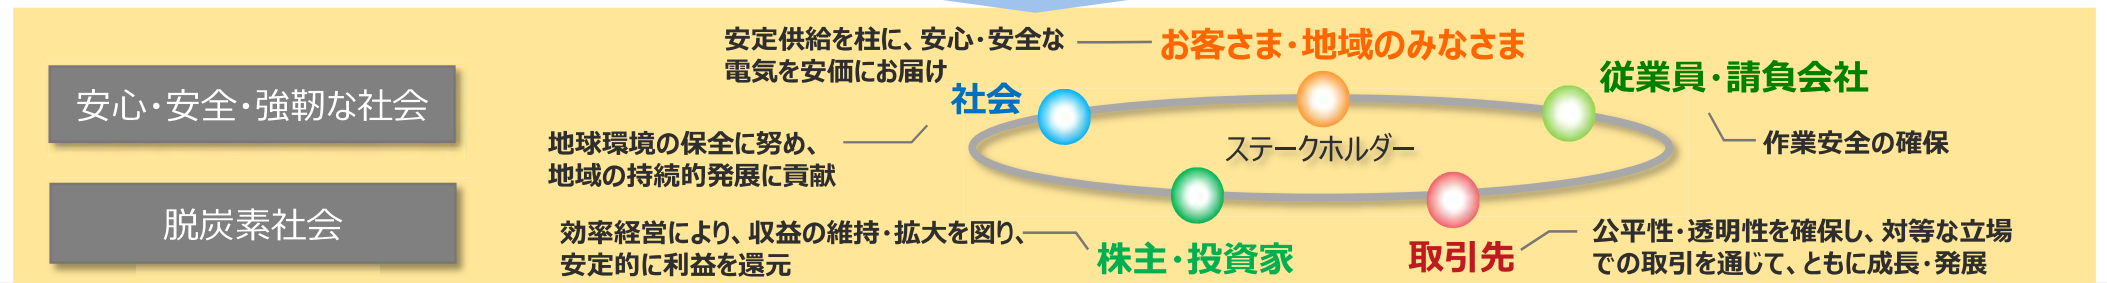 安心・安全・強靭な社会
脱炭素社会
安定供給を柱に、安心・安全な
電気を安価にお届け
お客さま・地域のみなさま
社会
地球環境の保全に努め、
地域の持続的発展に貢献
従業員・請負会社
作業安全の確保
ステークホルダー
効率経営により、収益の維持・拡大を図り、
安定的に利益を還元
株主・投資家
取引先
公平性・透明性を確保し、対等な立場
での取引を通じて、ともに成長・発展